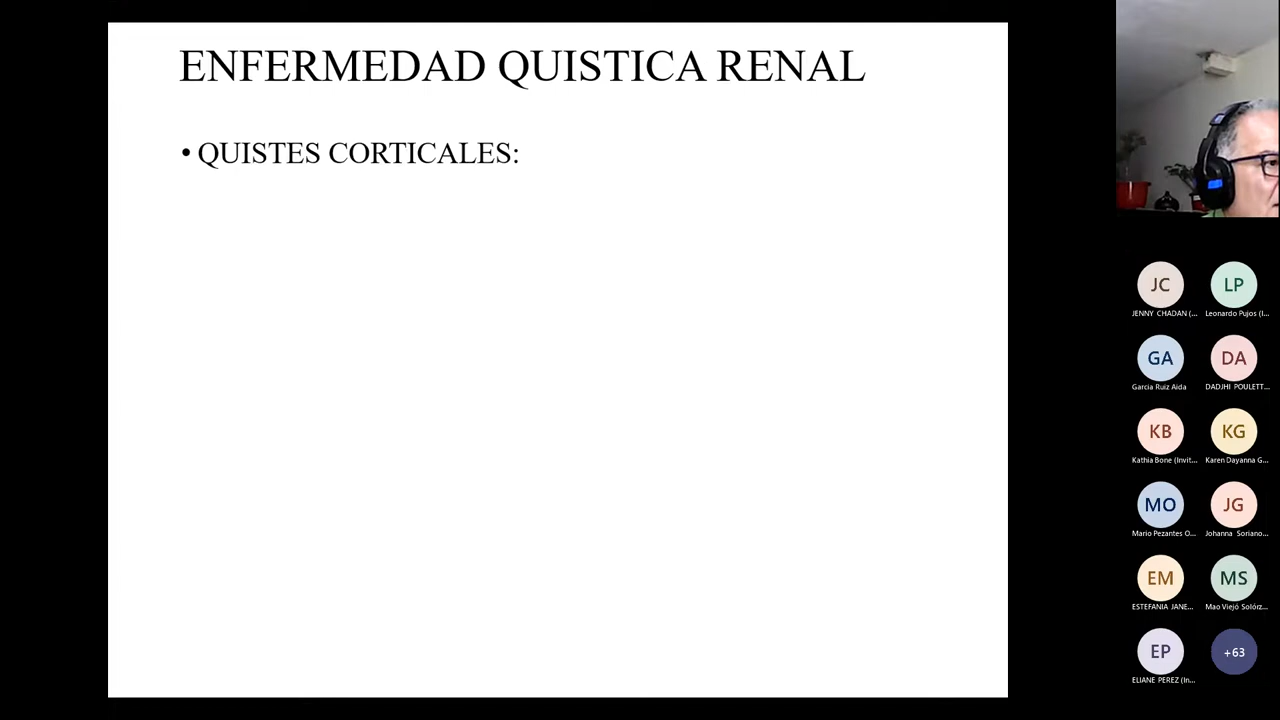 ENFERMEDAD QUISTICA RENAL
• QUISTES CORTICALES:
JC
LP
JENNY CHADAN (...
Leonardo Pujos (I...
GA
DA
Garcia Ruiz Aida
DADJHI POULETT...
KB
KG
Kathia Bone (Invit...
Karen Dayanna G...
MO
JG
Mario Pezantes O...
Johanna Soriano...
EM
MS
ESTEFANIA JANE...
Mao Viejó Solórz...
EP
+63
ELIANE PEREZ (In...